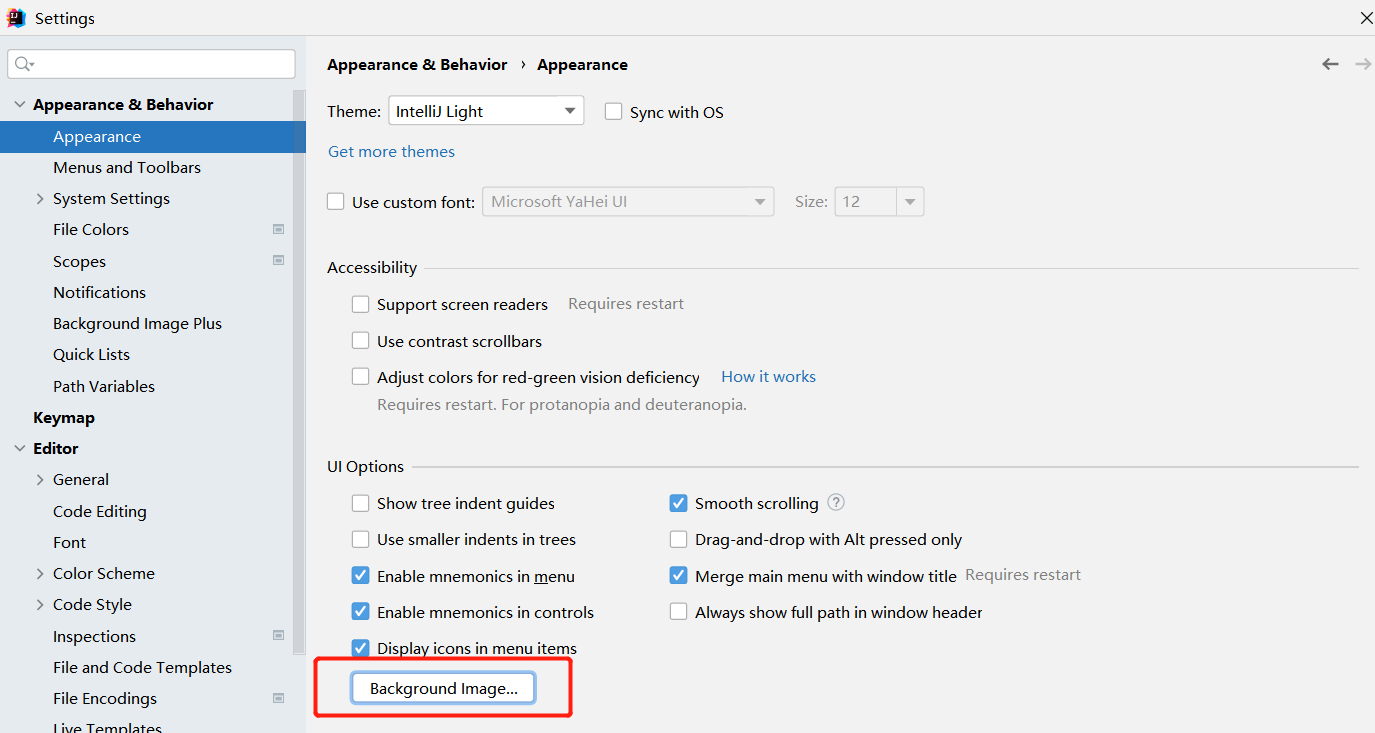 Settings
Appearance & Behavior
Appearance
Menus and Toolbars
System Settings
File Colors
Scopes
Notifications
Background Image Plus
Quick Lists
Path Variables
Keymap
Editor
General
Code Editing
Font
Color Scheme
Code Style
Inspections
File and Code Templates
File Encodings
Live Templates
Appearance & Behavior › Appearance
Theme: IntelliJ Light Sync with OS
Get more themes
Use custom font: Microsoft YaHei UI Size: 12
Accessibility
Support screen readers Requires restart
Use contrast scrollbars
Adjust colors for red-green vision deficiency How it works
Requires restart. For protanopia and deuteranopia.
UI Options
Show tree indent guides Smooth scrolling ?
Use smaller indents in trees Drag-and-drop with Alt pressed only
Enable mnemonics in menu Merge main menu with window title Requires restart
Enable mnemonics in controls Always show full path in window header
Display icons in menu items
Background Image...